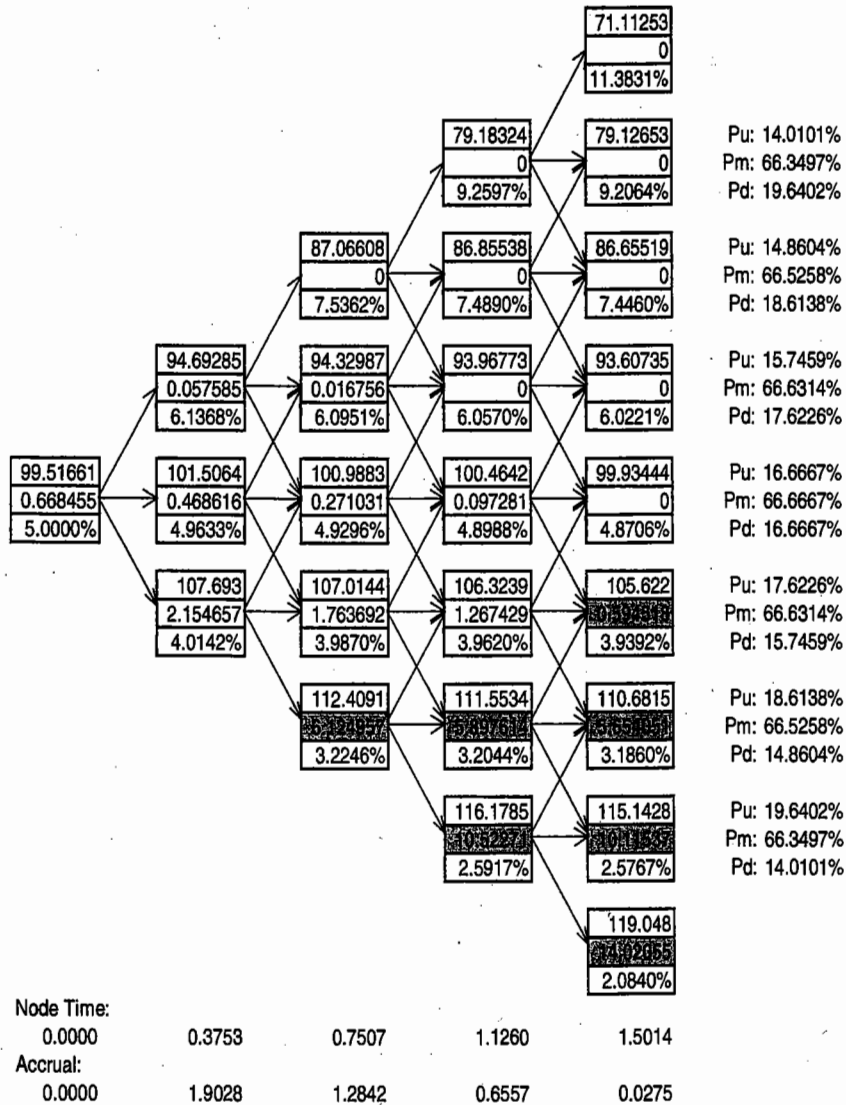 71.11253
0
11.3831%
79.18324 79.12653 Pu: 14.0101%
0 0 Pm: 66.3497%
9.2597% 9.2064% Pd: 19.6402%
87.06608 86.85538 86.65519 Pu: 14.8604%
0 0 0 Pm: 66.5258%
7.5362% 7.4890% 7.4460% Pd: 18.6138%
94.69285 94.32987 93.96773 93.60735 Pu: 15.7459%
0.057585 0.016756 0 0 Pm: 66.6314%
6.1368% 6.0951% 6.0570% 6.0221% Pd: 17.6226%
99.51661 101.5064 100.9883 100.4642 99.93444 Pu: 16.6667%
0.668455 0.468616 0.271031 0.097281 0 Pm: 66.6667%
5.0000% 4.9633% 4.9296% 4.8988% 4.8706% Pd: 16.6667%
107.693 107.0144 106.3239 105.622 Pu: 17.6226%
2.154657 1.763692 1.267429 Pm: 66.6314%
4.0142% 3.9870% 3.9620% 3.9392% Pd: 15.7459%
112.4091 111.5534 110.6815 Pu: 18.6138%
6.124857 5.897614 Pm: 66.5258%
3.2246% 3.2044% 3.1860% Pd: 14.8604%
116.1785 115.1428 Pu: 19.6402%
10.52271 10.11537 Pm: 66.3497%
2.5917% 2.5767% Pd: 14.0101%
119.048
14.02055
2.0840%
Node Time:
0.0000 0.3753 0.7507 1.1260 1.5014
Accrual:
0.0000 1.9028 1.2842 0.6557 0.0275